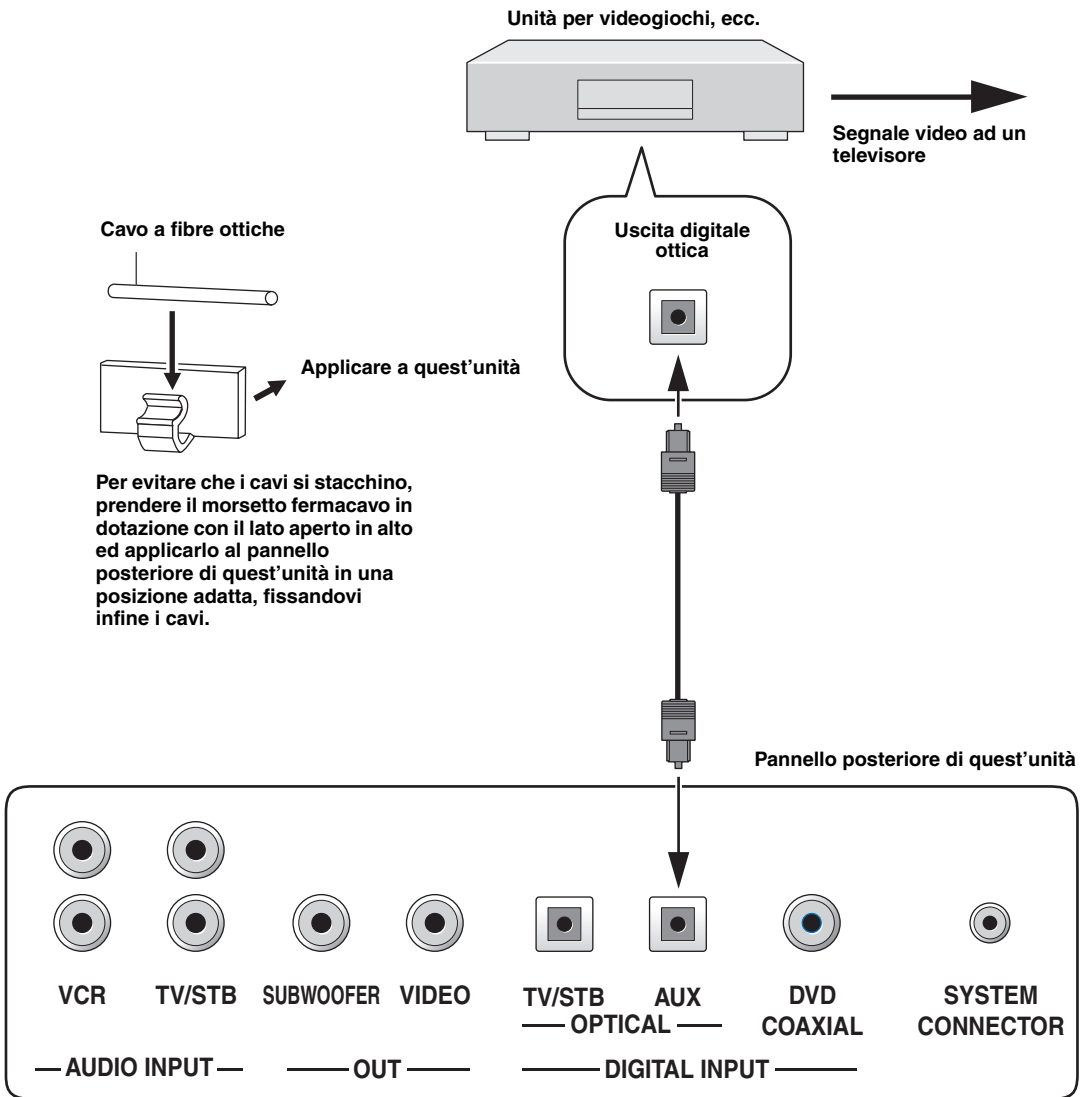 Unità per videogiochi, ecc.
Segnale video ad un
televisore
Uscita digitale
ottica
Cavo a fibre ottiche
Applicare a quest'unità
Per evitare che i cavi si stacchino,
prendere il morsetto fermacavo in
dotazione con il lato aperto in alto
ed applicarlo al pannello
posteriore di quest'unità in una
posizione adatta, fissandovi
infine i cavi.
Pannello posteriore di quest'unità
VCR TV/STB SUBWOOFER VIDEO TV/STB AUX DVD SYSTEM
OPTICAL COAXIAL CONNECTOR
AUDIO INPUT OUT DIGITAL INPUT